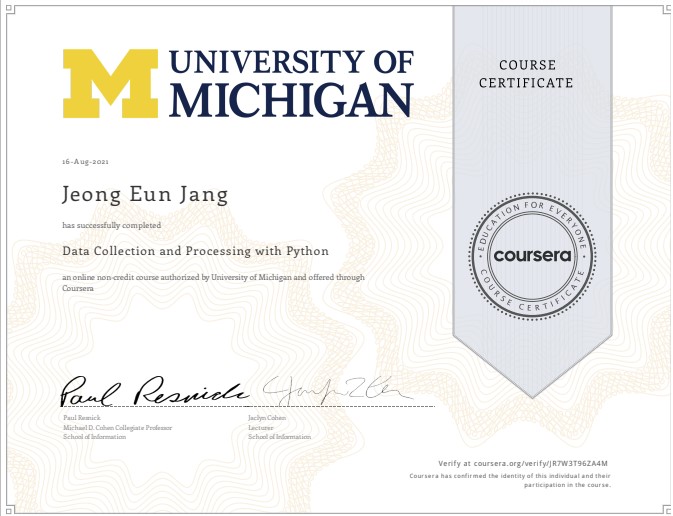 UNIVERSITY OF
MICHIGAN
COURSE
CERTIFICATE
16-Aug-2021
Jeong Eun Jang
has successfully completed
Data Collection and Processing with Python
an online non-credit course authorized by University of Michigan and offered through
Coursera
EDUCATION FOR EVERYONE
coursera
COURSE CERTIFICATE
Paul Resnick
Paul Resnick
Michael D. Cohen Collegiate Professor
School of Information
Jaclyn Cohen
Lecturer
School of Information
Verify at coursera.org/verify/JR7W3T96ZA4M
Coursera has confirmed the identity of this individual and their
participation in the course.